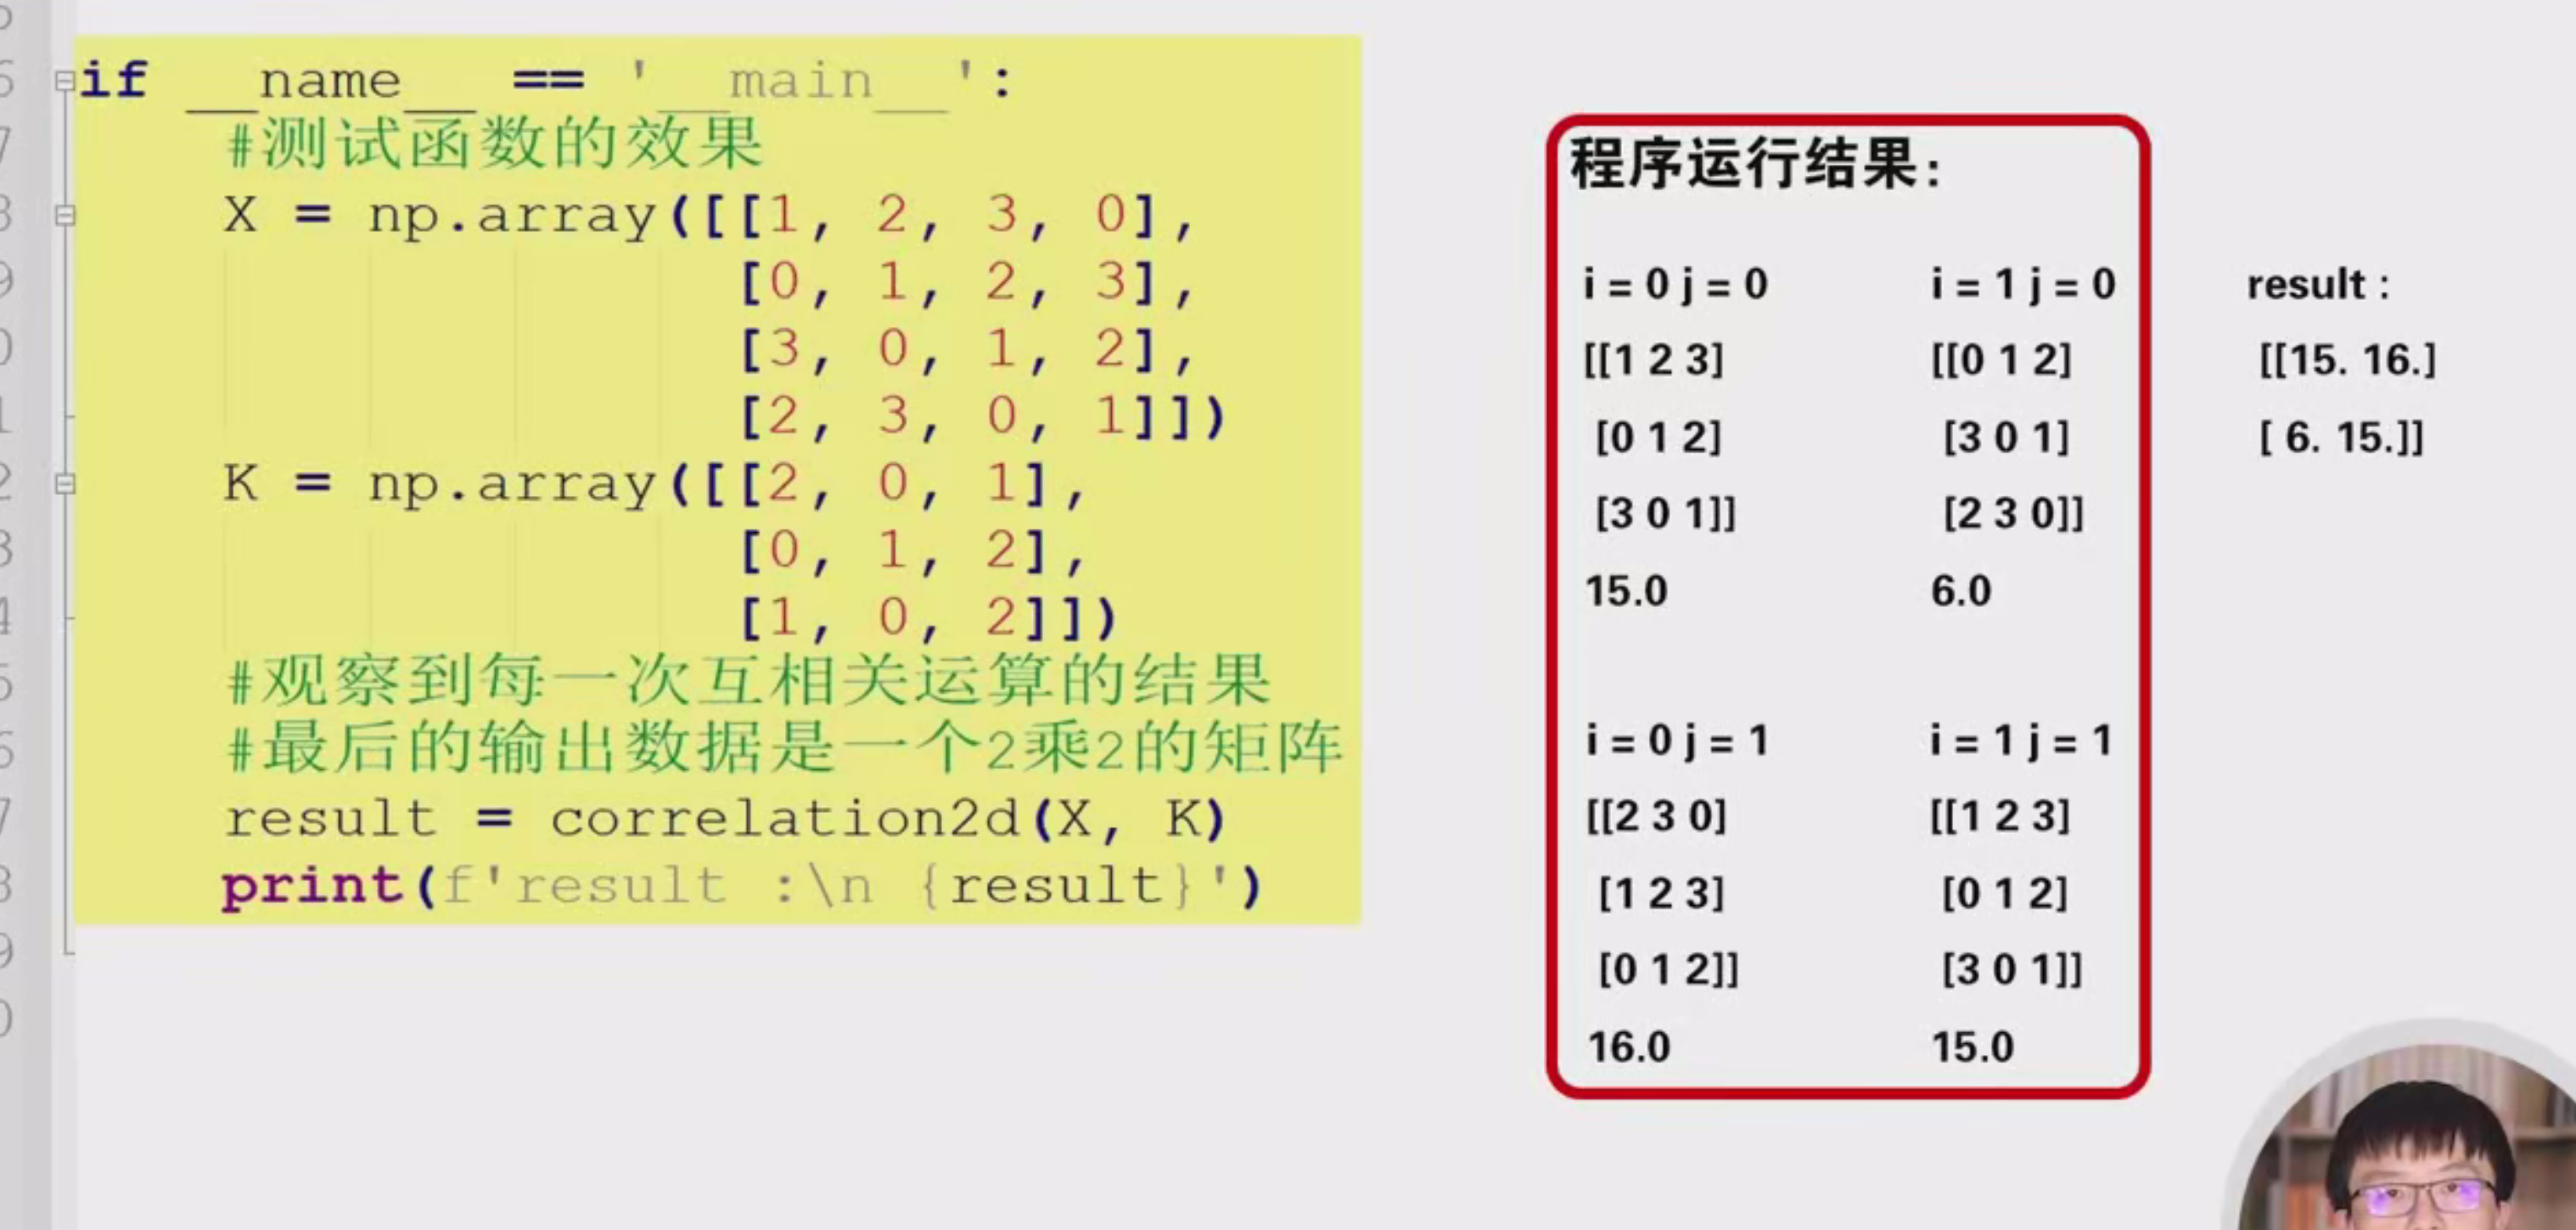 if __name__ == '__main__':
#测试函数的效果
X = np.array([[1, 2, 3, 0],
[0, 1, 2, 3],
[3, 0, 1, 2],
[2, 3, 0, 1]])
K = np.array([[2, 0, 1],
[0, 1, 2],
[1, 0, 2]])
#观察到每一次互相关运算的结果
#最后的输出数据是一个2乘2的矩阵
result = correlation2d(X, K)
print(f'result :\n {result}')
程序运行结果:
i = 0 j = 0
[[1 2 3]
[0 1 2]
[3 0 1]]
15.0
i = 0 j = 1
[[2 3 0]
[1 2 3]
[0 1 2]]
16.0
i = 1 j = 0
[[0 1 2]
[3 0 1]
[2 3 0]]
6.0
i = 1 j = 1
[[1 2 3]
[0 1 2]
[3 0 1]]
15.0
result :
[[15. 16.]
[ 6. 15.]]